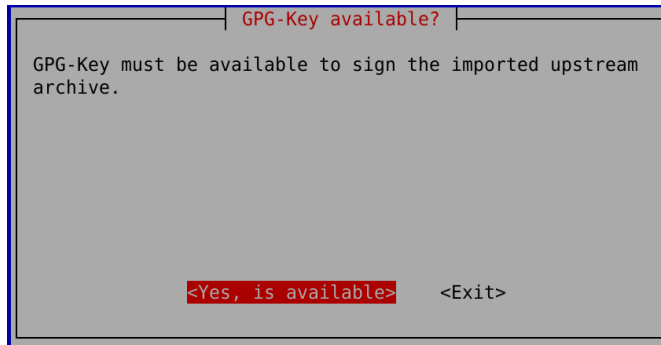 GPG-Key available?
GPG-Key must be available to sign the imported upstream
archive.
<Yes, is available> <Exit>